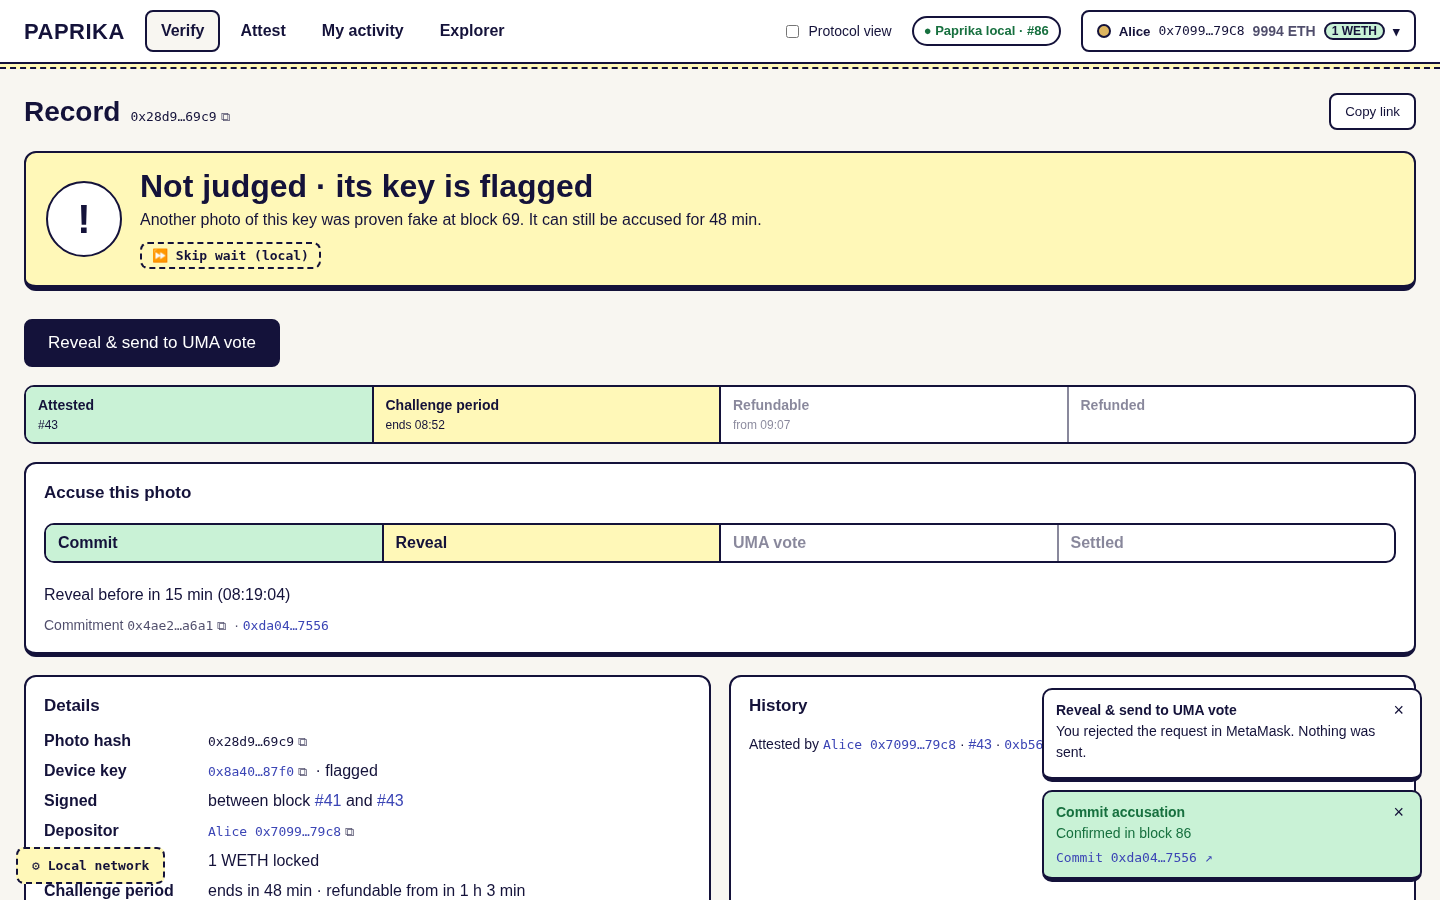 PAPRIKA Verify Attest My activity Explorer Protocol view ● Paprika local · #86 Alice 0x7099…79C8 9994 ETH 1 WETH ▾
Record 0x28d9…69c9 ⧉ Copy link
! Not judged · its key is flagged
Another photo of this key was proven fake at block 69. It can still be accused for 48 min.
⏩ Skip wait (local)
Reveal & send to UMA vote
Attested Challenge period Refundable Refunded
#43 ends 08:52 from 09:07
Accuse this photo
Commit Reveal UMA vote Settled
Reveal before in 15 min (08:19:04)
Commitment 0x4ae2…a6a1 ⧉ · 0xda04…7556
Details
Photo hash 0x28d9…69c9 ⧉
Device key 0x8a40…87f0 ⧉ · flagged
Signed between block #41 and #43
Depositor Alice 0x7099…79c8 ⧉
1 WETH locked
Challenge period ends in 48 min · refundable from in 1 h 3 min
⚙ Local network
History
Attested by Alice 0x7099…79c8 · #43 · 0xb56
Reveal & send to UMA vote ×
You rejected the request in MetaMask. Nothing was
sent.
Commit accusation ×
Confirmed in block 86
Commit 0xda04…7556 ↗